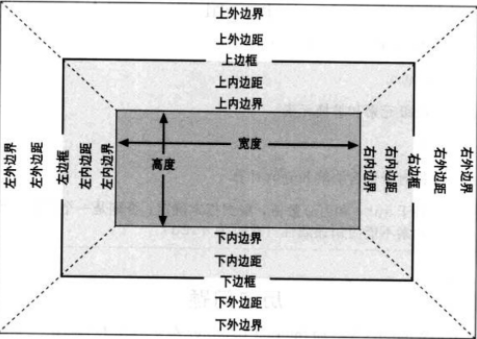 上外边界
上外边距
上边框
上内边距
上内边界
左外边界
左外边距
左边框
左内边距
左内边界
宽度
高度
右内边界
右内边距
右边框
右外边距
右外边界
下内边界
下内边距
下边框
下外边距
下外边界